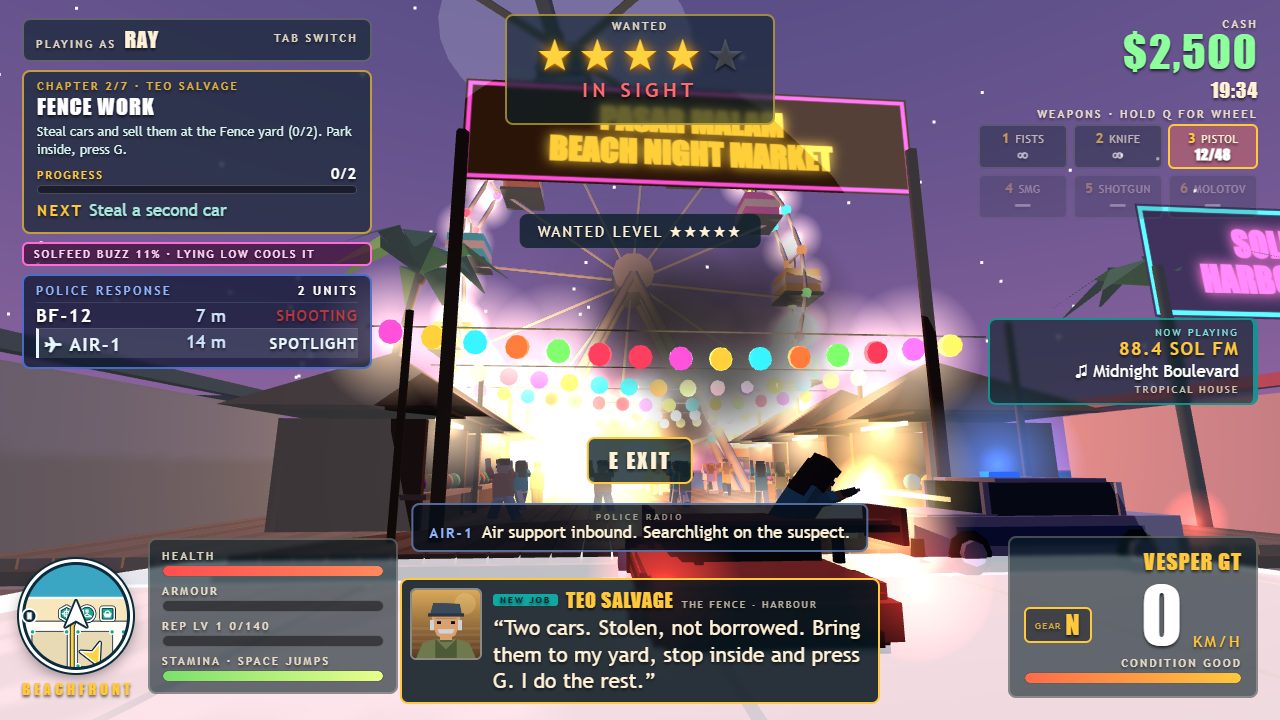 PLAYING AS RAY
TAB SWITCH
CHAPTER 2/7 · TEO SALVAGE
FENCE WORK
Steal cars and sell them at the Fence yard (0/2). Park
inside, press G.
PROGRESS 0/2
NEXT Steal a second car
SOLFEED BUZZ 11% · LYING LOW COOLS IT
POLICE RESPONSE 2 UNITS
BF-12 7 m SHOOTING
AIR-1 14 m SPOTLIGHT
WANTED
IN SIGHT
PASAR MALAM
BEACH NIGHT MARKET
WANTED LEVEL ★★★★★
CASH
$2,500
19:34
WEAPONS · HOLD Q FOR WHEEL
1 FISTS
∞
2 KNIFE
∞
3 PISTOL
12/48
4 SMG
—
5 SHOTGUN
—
6 MOLOTOV
—
HARBO
NOW PLAYING
88.4 SOL FM
♫ Midnight Boulevard
TROPICAL HOUSE
E EXIT
POLICE RADIO
AIR-1 Air support inbound. Searchlight on the suspect.
NEW JOB TEO SALVAGE THE FENCE · HARBOUR
“Two cars. Stolen, not borrowed. Bring
them to my yard, stop inside and press
G. I do the rest.”
BEACHFRONT
HEALTH
ARMOUR
REP LV 1 0/140
STAMINA · SPACE JUMPS
VESPER GT
GEAR N
0 KM/H
CONDITION GOOD